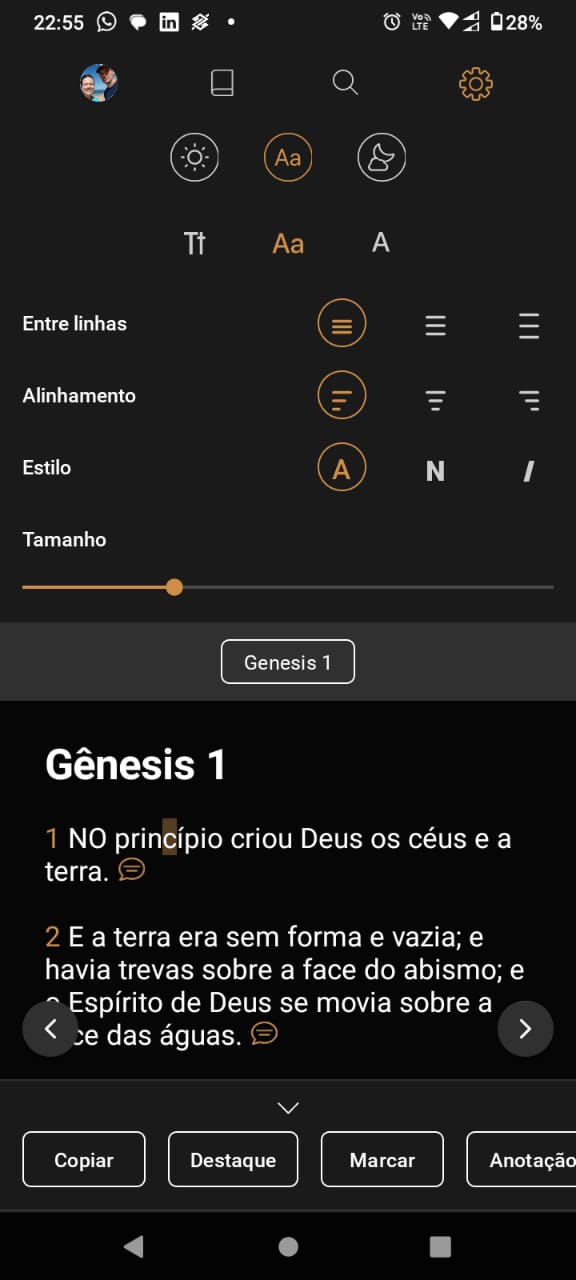 22:55
Vo
LTE
28%
Aa
Tt Aa A
Entre linhas
Alinhamento
Estilo A N I
Tamanho
Genesis 1
Gênesis 1
1 NO princípio criou Deus os céus e a
terra.
2 E a terra era sem forma e vazia; e
havia trevas sobre a face do abismo; e
o Espírito de Deus se movia sobre a
ce das águas.
Copiar Destaque Marcar Anotação